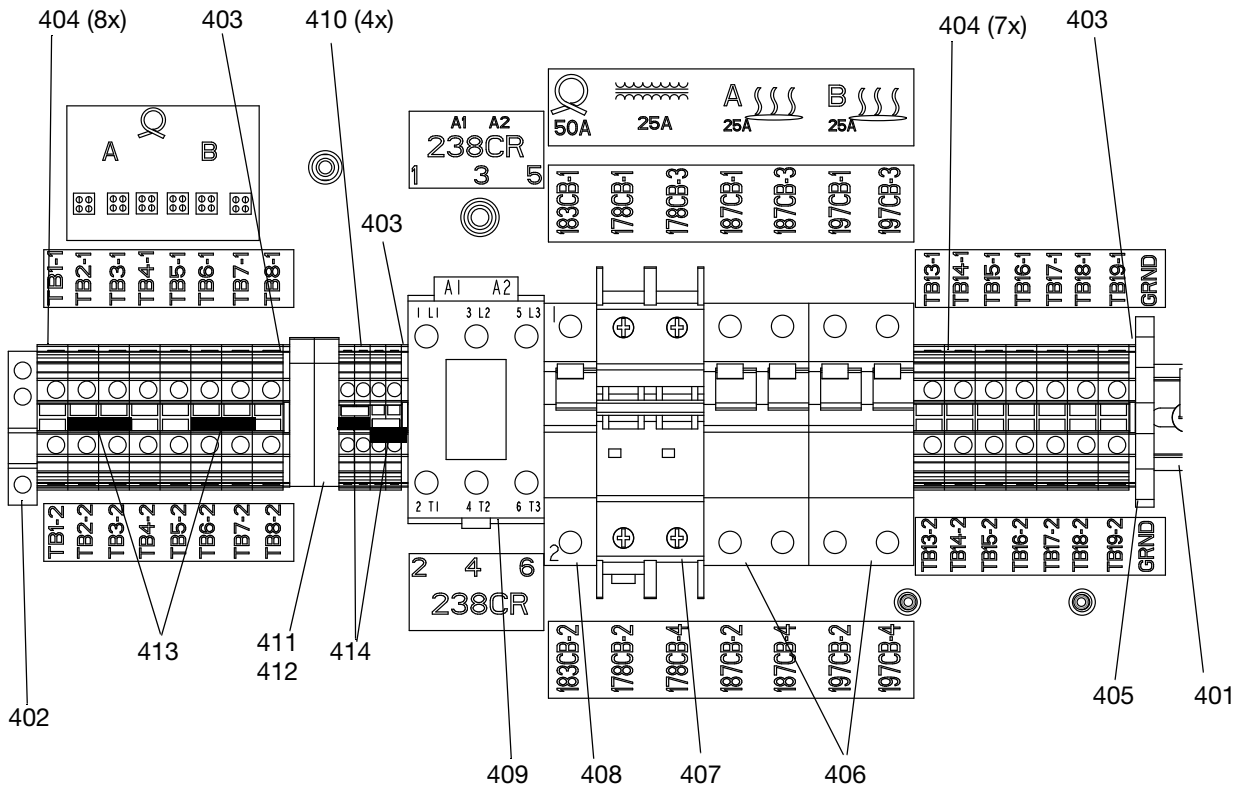 404 (8x)
403
410 (4x)
404 (7x)
403
A1 A2
238CR
1 3 5
50A
25A
A
25A
B
25A
A
B
403
183CB-1
178CB-1
178CB-3
187CB-1
187CB-3
197CB-1
197CB-3
TB1-1
TB2-1
TB3-1
TB4-1
TB5-1
TB6-1
TB7-1
TB8-1
TB13-1
TB14-1
TB15-1
TB16-1
TB17-1
TB18-1
TB19-1
GRND
A1 A2
1 L1 3 L2 5 L3
1
2 T1 4 T2 6 T3
2
TB1-2
TB2-2
TB3-2
TB4-2
TB5-2
TB6-2
TB7-2
TB8-2
TB13-2
TB14-2
TB15-2
TB16-2
TB17-2
TB18-2
TB19-2
GRND
2 4 6
238CR
183CB-2
178CB-2
178CB-4
187CB-2
187CB-4
197CB-2
197CB-4
413
411
412
414
402
405
401
409
408
407
406